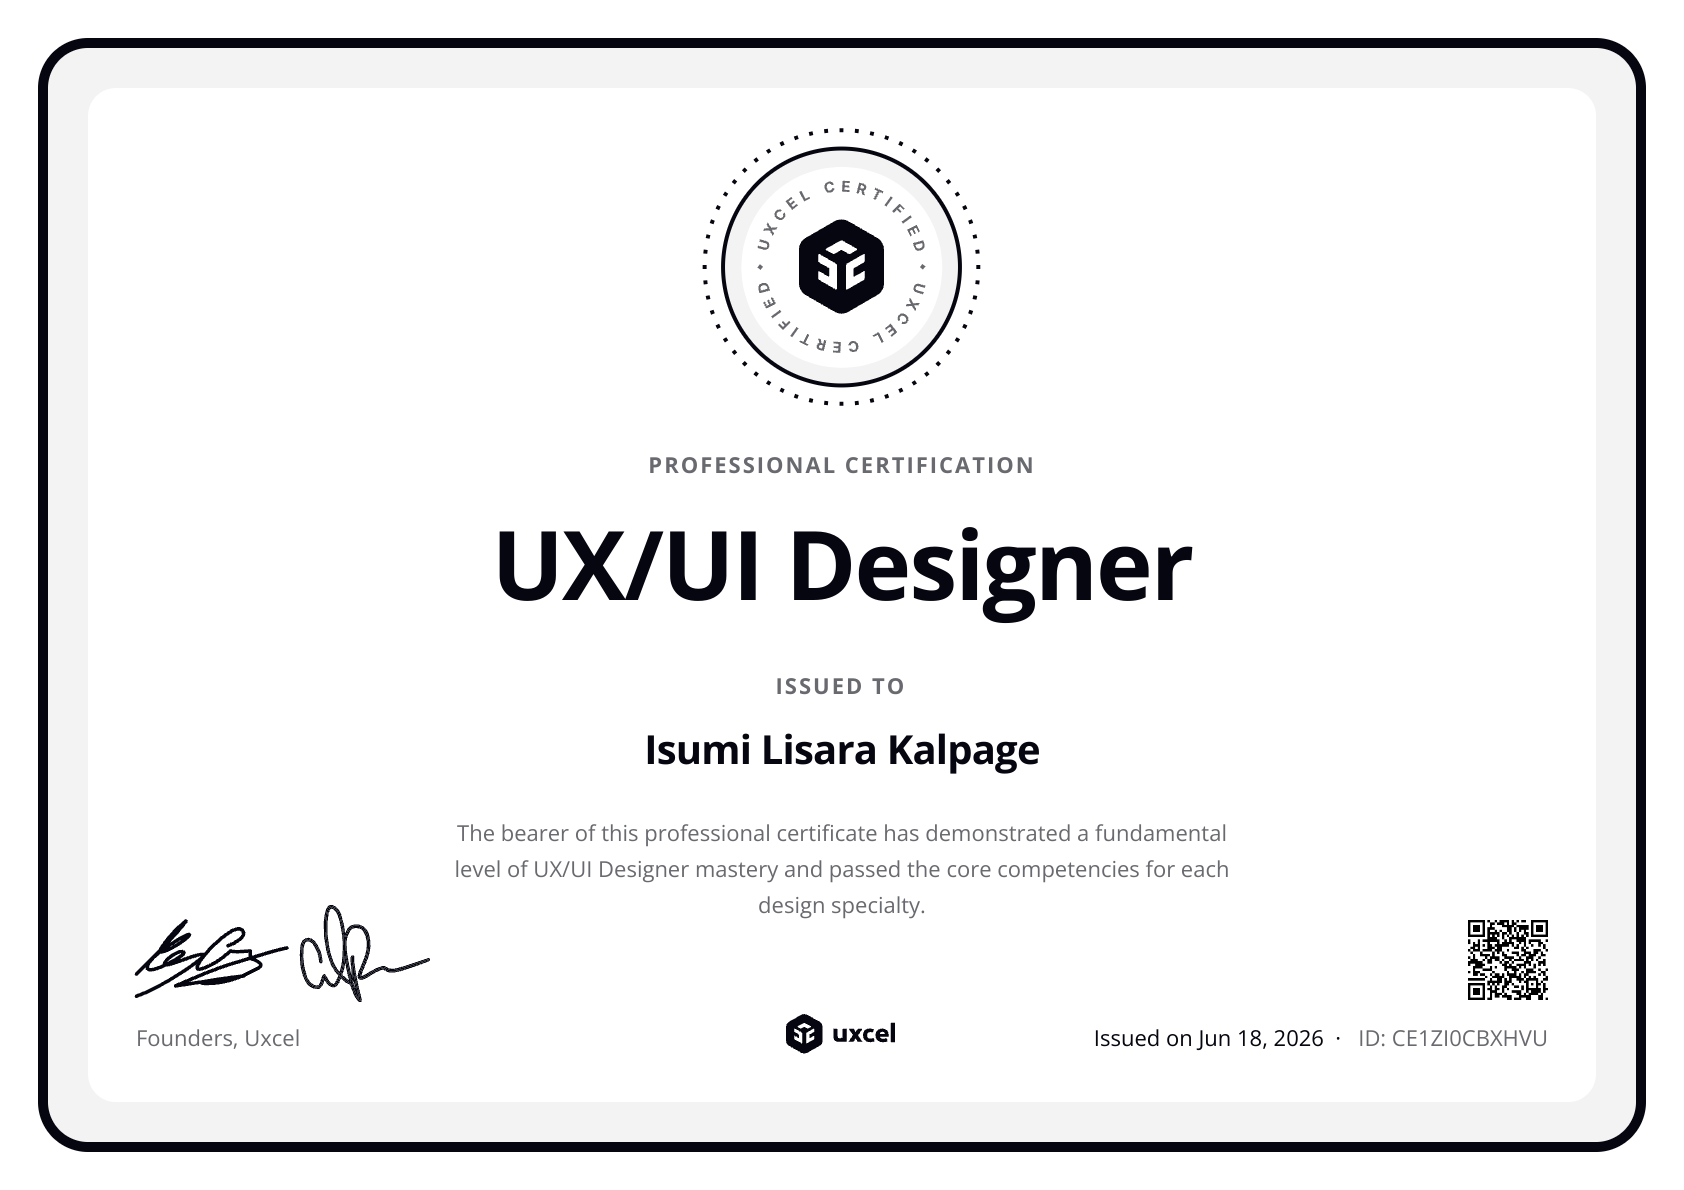 UXCEL CERTIFIED • UXCEL CERTIFIED •
PROFESSIONAL CERTIFICATION
UX/UI Designer
ISSUED TO
Isumi Lisara Kalpage
The bearer of this professional certificate has demonstrated a fundamental
level of UX/UI Designer mastery and passed the core competencies for each
design specialty.
Founders, Uxcel
uxcel
Issued on Jun 18, 2026 · ID: CE1ZI0CBXHVU